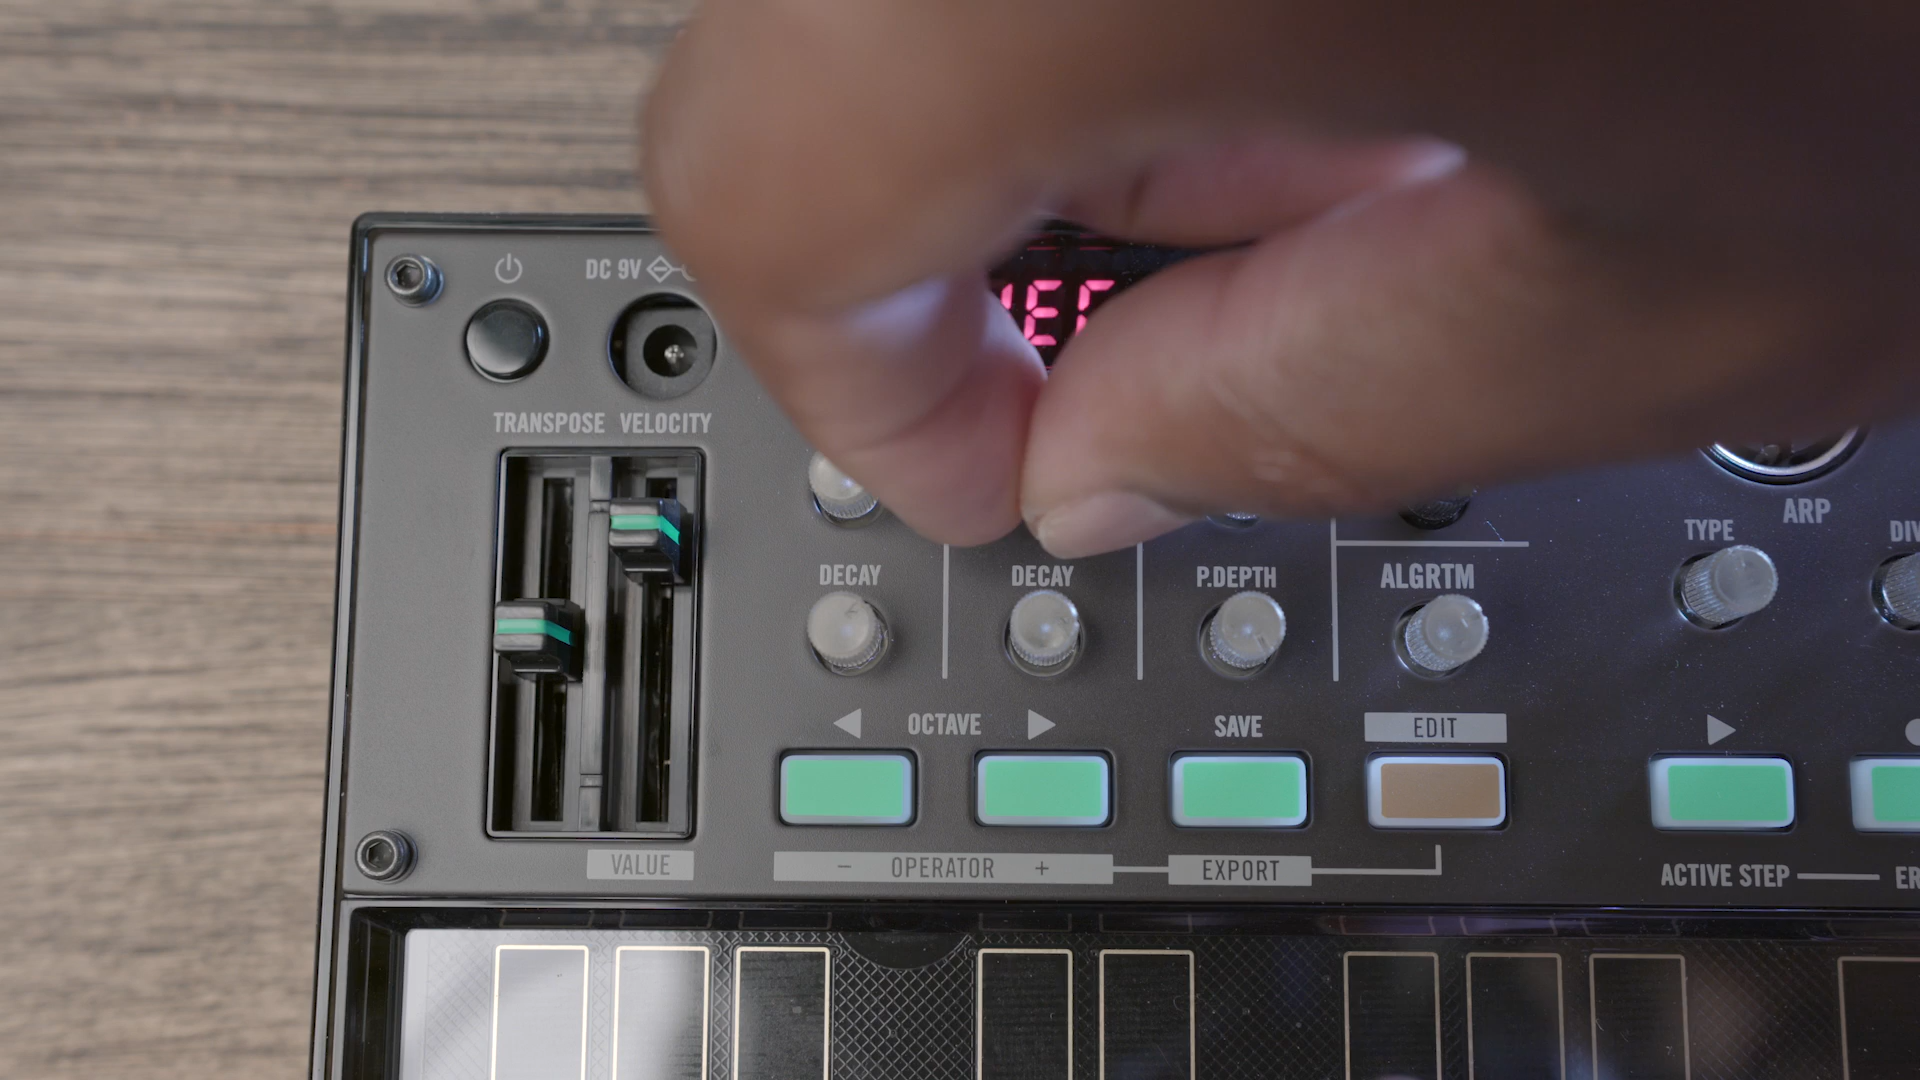 DC 9V
TRANSPOSE VELOCITY
ARP
TYPE
DECAY DECAY P.DEPTH ALGRTM
OCTAVE SAVE EDIT
VALUE - OPERATOR + EXPORT
ACTIVE STEP